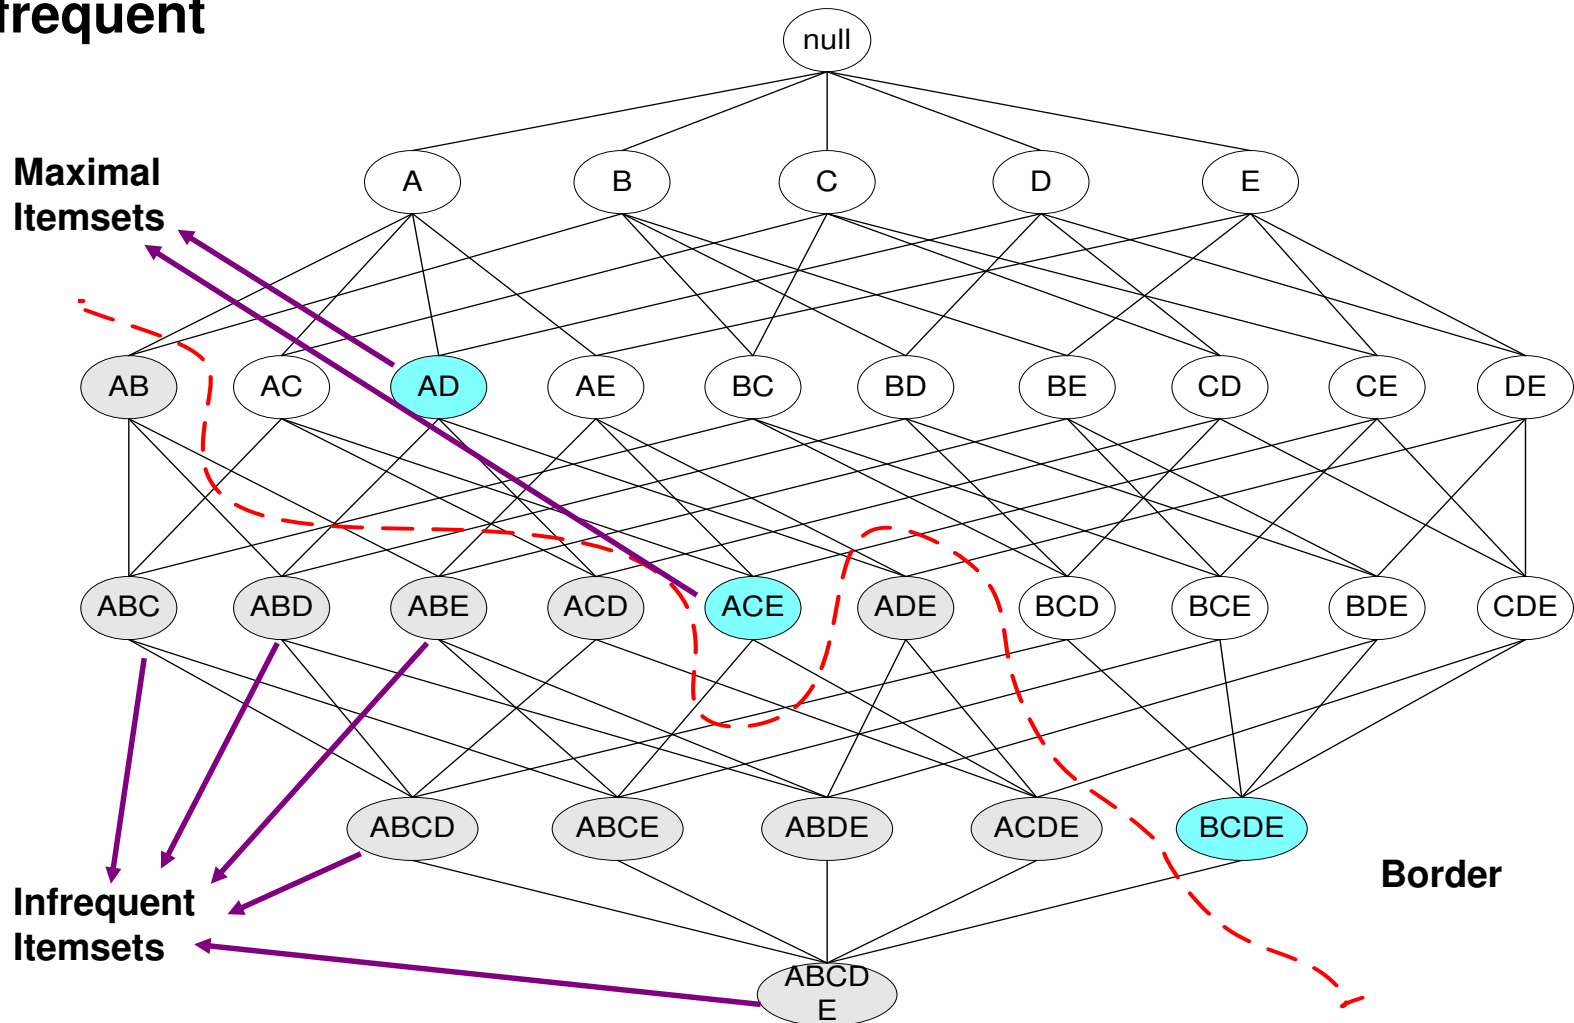 frequent
null
Maximal
Itemsets
A B C D E
AB AC AD AE BC BD BE CD CE DE
ABC ABD ABE ACD ACE ADE BCD BCE BDE CDE
ABCD ABCE ABDE ACDE BCDE
Border
Infrequent
Itemsets
ABCD
E